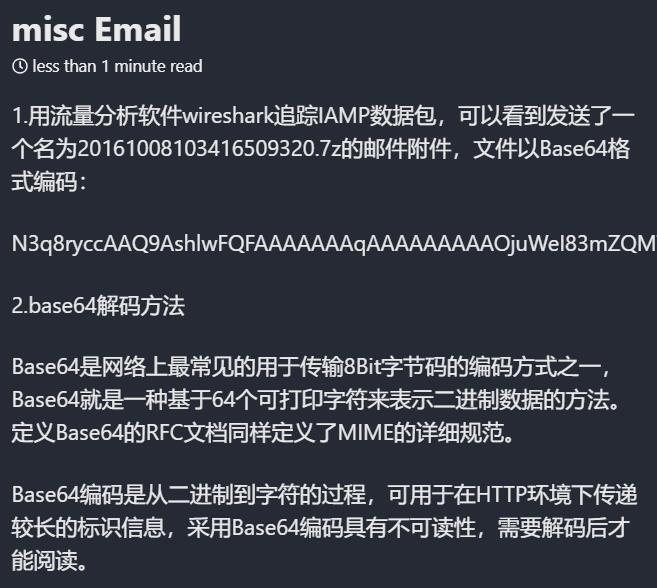 misc Email
less than 1 minute read
1.用流量分析软件wireshark追踪IAMP数据包，可以看到发送了一
个名为20161008103416509320.7z的邮件附件，文件以Base64格
式编码：
N3q8ryccAAQ9AshlwFQFAAAAAAAqAAAAAAAAAOjuWeI83mZQM
2.base64解码方法
Base64是网络上最常见的用于传输8Bit字节码的编码方式之一，
Base64就是一种基于64个可打印字符来表示二进制数据的方法。
定义Base64的RFC文档同样定义了MIME的详细规范。
Base64编码是从二进制到字符的过程，可用于在HTTP环境下传递
较长的标识信息，采用Base64编码具有不可读性，需要解码后才
能阅读。